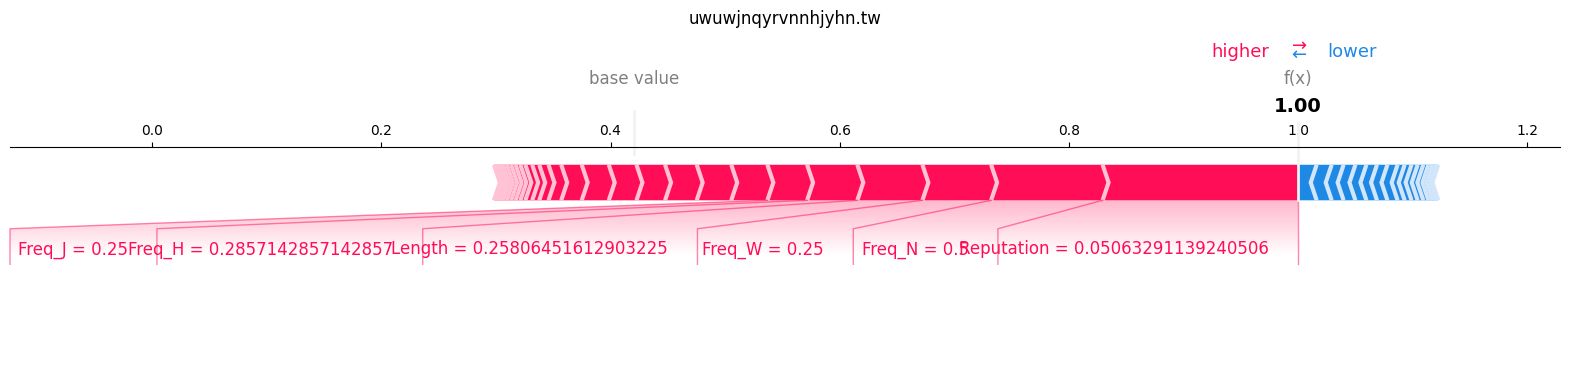 uwuwjnqyrvnnhjyhn.tw
higher ⇄ lower
base value f(x)
1.00
0.0 0.2 0.4 0.6 0.8 1.0 1.2
Freq_J = 0.25 Freq_H = 0.2857142857142857 Length = 0.25806451612903225 Freq_W = 0.25 Freq_N = 0.5 Reputation = 0.05063291139240506